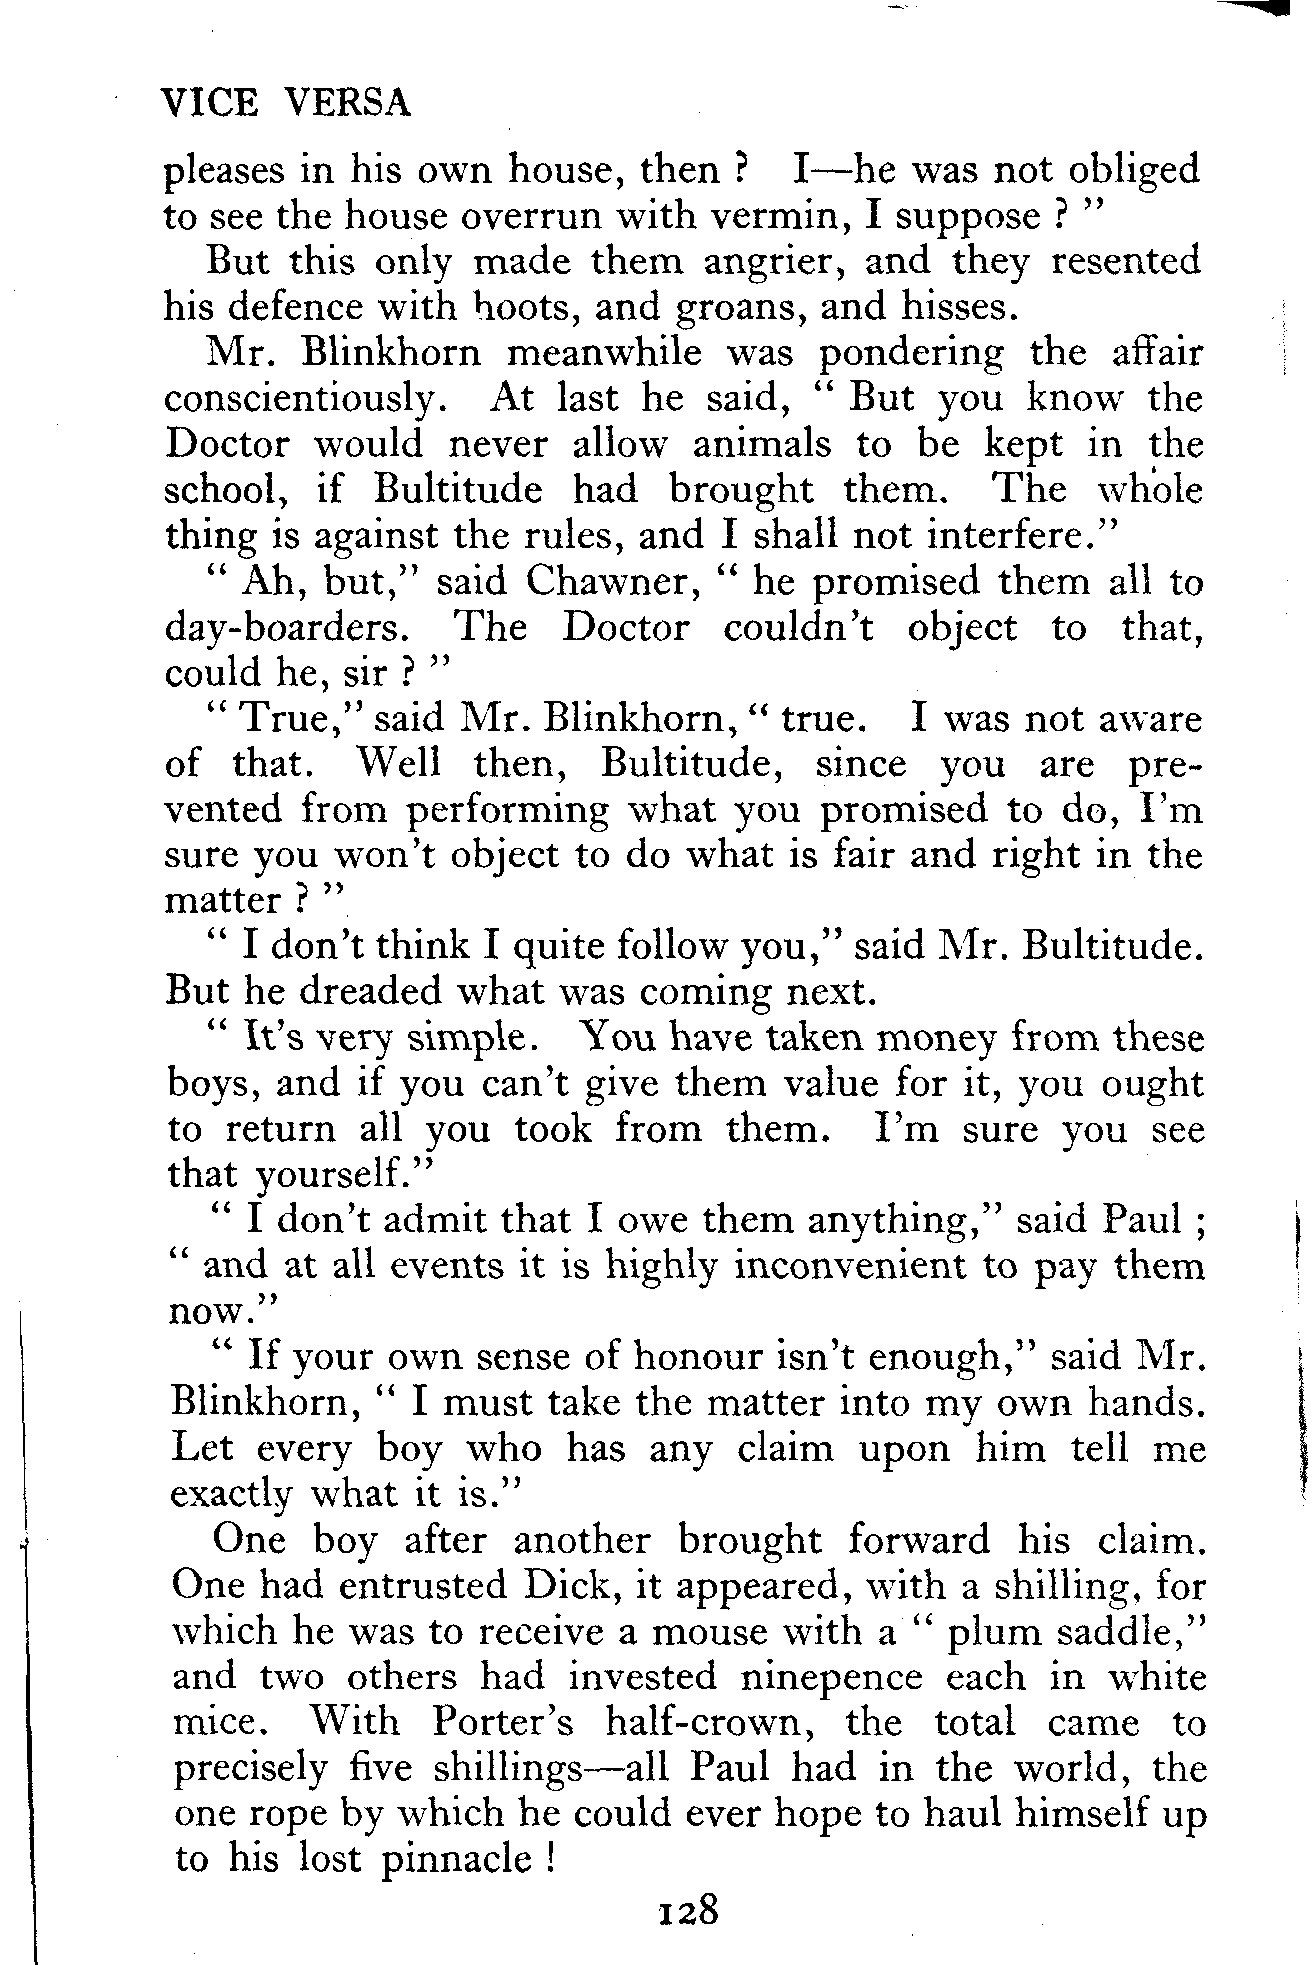 VICE VERSA
pleases in his own house, then ? I—he was not obliged
to see the house overrun with vermin, I suppose ? ”
But this only made them angrier, and they resented
his defence with hoots, and groans, and hisses.
Mr. Blinkhorn meanwhile was pondering the affair
conscientiously. At last he said, “ But you know the
Doctor would never allow animals to be kept in the
school, if Bultitude had brought them. The whole
thing is against the rules, and I shall not interfere.”
“ Ah, but,” said Chawner, “ he promised them all to
day-boarders. The Doctor couldn’t object to that,
could he, sir ? ”
“ True,” said Mr. Blinkhorn, “ true. I was not aware
of that. Well then, Bultitude, since you are pre-
vented from performing what you promised to do, I’m
sure you won’t object to do what is fair and right in the
matter ? ”
“ I don’t think I quite follow you,” said Mr. Bultitude.
But he dreaded what was coming next.
“ It’s very simple. You have taken money from these
boys, and if you can’t give them value for it, you ought
to return all you took from them. I’m sure you see
that yourself.”
“ I don’t admit that I owe them anything,” said Paul ;
“ and at all events it is highly inconvenient to pay them
now.”
“ If your own sense of honour isn’t enough,” said Mr.
Blinkhorn, “ I must take the matter into my own hands.
Let every boy who has any claim upon him tell me
exactly what it is.”
One boy after another brought forward his claim.
One had entrusted Dick, it appeared, with a shilling, for
which he was to receive a mouse with a “ plum saddle,”
and two others had invested ninepence each in white
mice. With Porter’s half-crown, the total came to
precisely five shillings—all Paul had in the world, the
one rope by which he could ever hope to haul himself up
to his lost pinnacle !
128